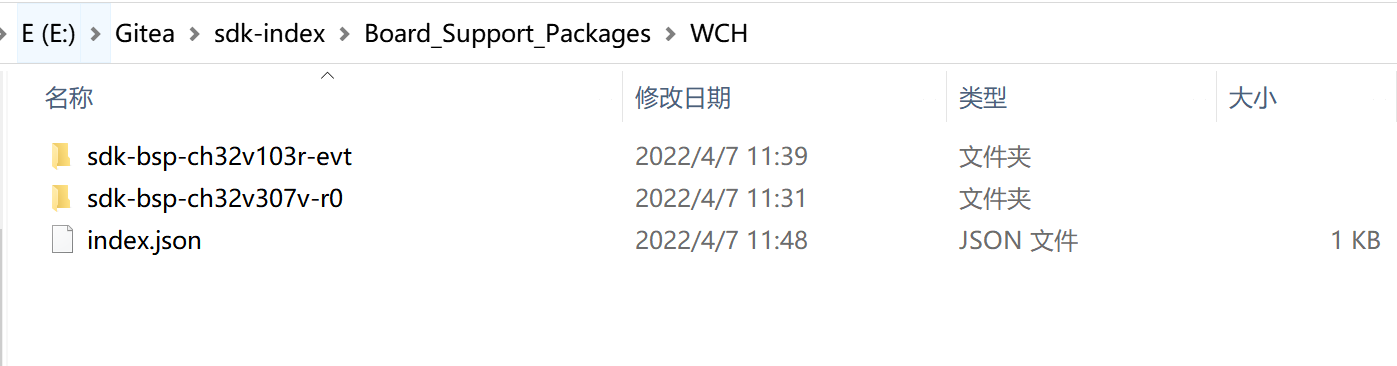 E (E:) > Gitea > sdk-index > Board_Support_Packages > WCH
名称 修改日期 类型 大小
sdk-bsp-ch32v103r-evt 2022/4/7 11:39 文件夹
sdk-bsp-ch32v307v-r0 2022/4/7 11:31 文件夹
index.json 2022/4/7 11:48 JSON 文件 1 KB